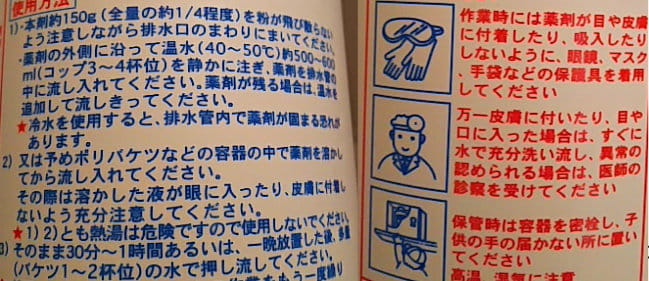 使用方法
1)・本剤約150g(全量の約1/4程度)を粉が飛び散らない
よう注意しながら排水口のまわりにまいてください。
・薬剤の外側に沿って温水(40〜50℃)約500〜600
ml(コップ3〜4杯位)を静かに注ぎ、薬剤を排水管の
中に流し入れてください。薬剤が残る場合は、温水を
追加して流しきってください。
★冷水を使用すると、排水管内で薬剤が固まる恐れが
あります。
2) 又は予めポリバケツなどの容器の中で薬剤を溶かし
てから流し入れてください。
その際は溶かした液が眼に入ったり、皮膚に付着し
ないよう充分注意してください。
★1)2)とも熱湯は危険ですので使用しないでください。
3) そのまま30分〜1時間あるいは、一晩放置した後、
(バケツ1〜2杯位)の水で押し流してください。
をもう一度繰り
作業時には薬剤が目や皮膚
に付着したり、吸入したり
しないように、眼鏡、マスク、
手袋などの保護具を着用
してください
万一皮膚に付いたり、目や
口に入った場合は、すぐに
水で充分洗い流し、異常の
認められる場合は、医師の
診察を受けてください
保管時は容器を密栓し、子
供の手の届かない所に置い
てください
高温、湿気に注意